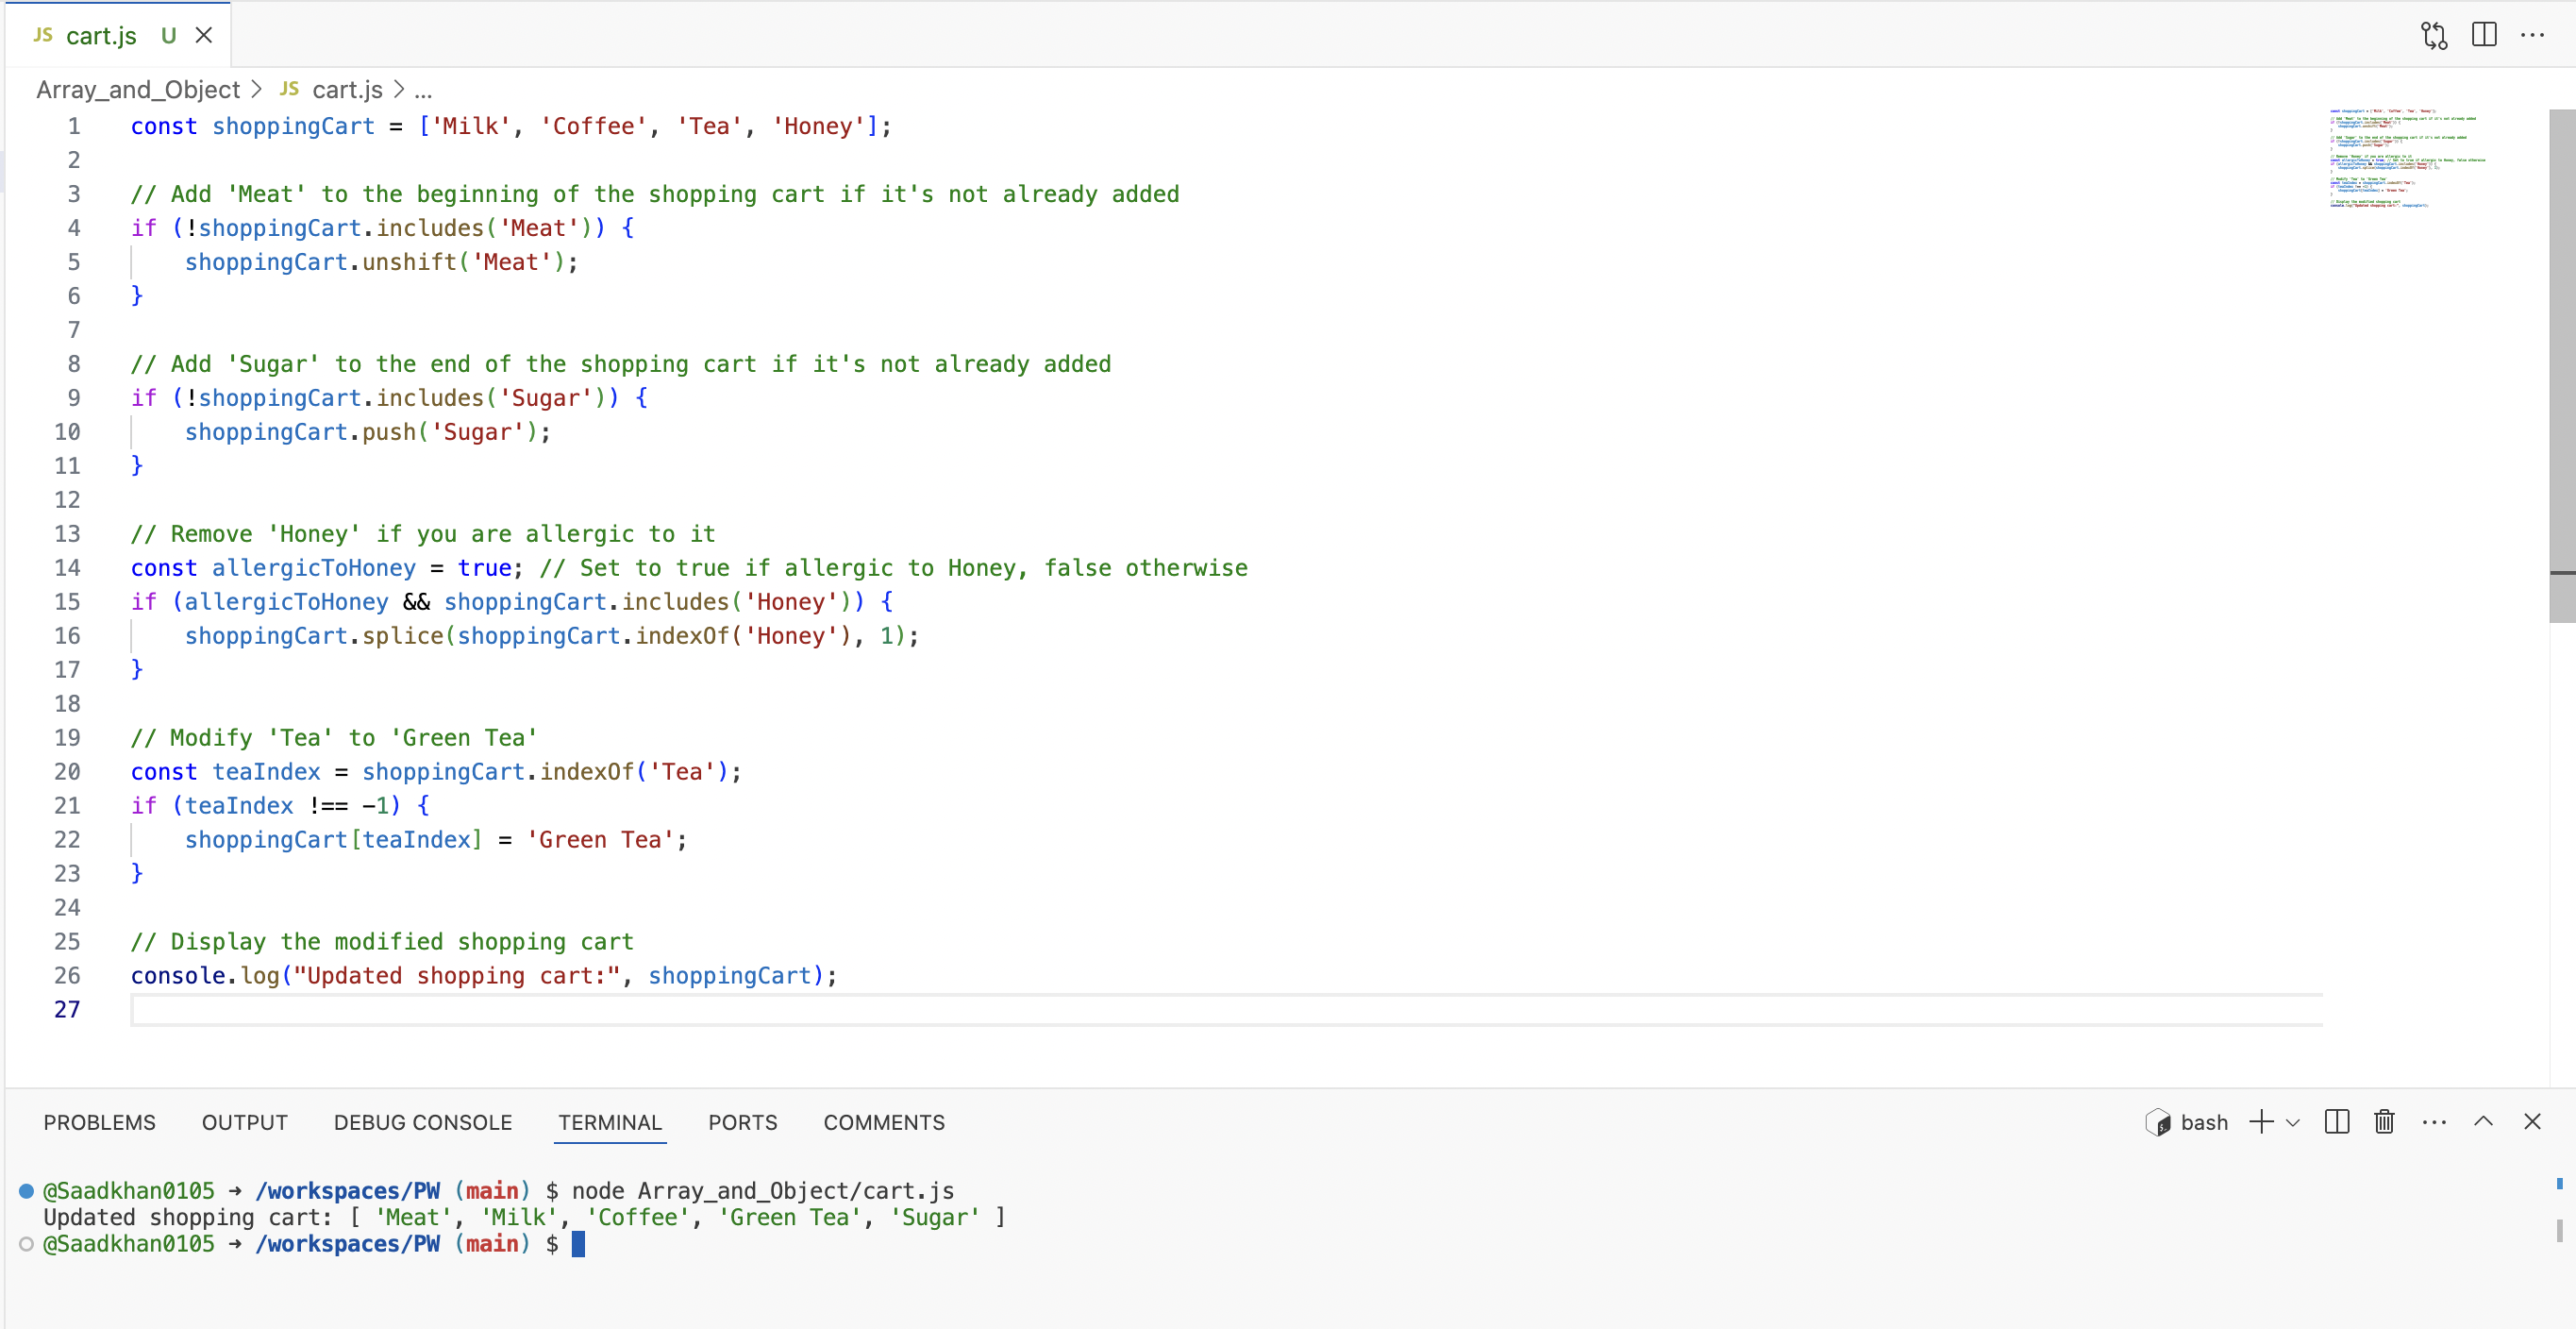 JS cart.js U
Array_and_Object > JS cart.js > ...
1 const shoppingCart = ['Milk', 'Coffee', 'Tea', 'Honey'];
2
3 // Add 'Meat' to the beginning of the shopping cart if it's not already added
4 if (!shoppingCart.includes('Meat')) {
5     shoppingCart.unshift('Meat');
6 }
7
8 // Add 'Sugar' to the end of the shopping cart if it's not already added
9 if (!shoppingCart.includes('Sugar')) {
10     shoppingCart.push('Sugar');
11 }
12
13 // Remove 'Honey' if you are allergic to it
14 const allergicToHoney = true; // Set to true if allergic to Honey, false otherwise
15 if (allergicToHoney && shoppingCart.includes('Honey')) {
16     shoppingCart.splice(shoppingCart.indexOf('Honey'), 1);
17 }
18
19 // Modify 'Tea' to 'Green Tea'
20 const teaIndex = shoppingCart.indexOf('Tea');
21 if (teaIndex !== -1) {
22     shoppingCart[teaIndex] = 'Green Tea';
23 }
24
25 // Display the modified shopping cart
26 console.log("Updated shopping cart:", shoppingCart);
27
PROBLEMS OUTPUT DEBUG CONSOLE TERMINAL PORTS COMMENTS bash
@Saadkhan0105 → /workspaces/PW (main) $ node Array_and_Object/cart.js
Updated shopping cart: [ 'Meat', 'Milk', 'Coffee', 'Green Tea', 'Sugar' ]
@Saadkhan0105 → /workspaces/PW (main) $